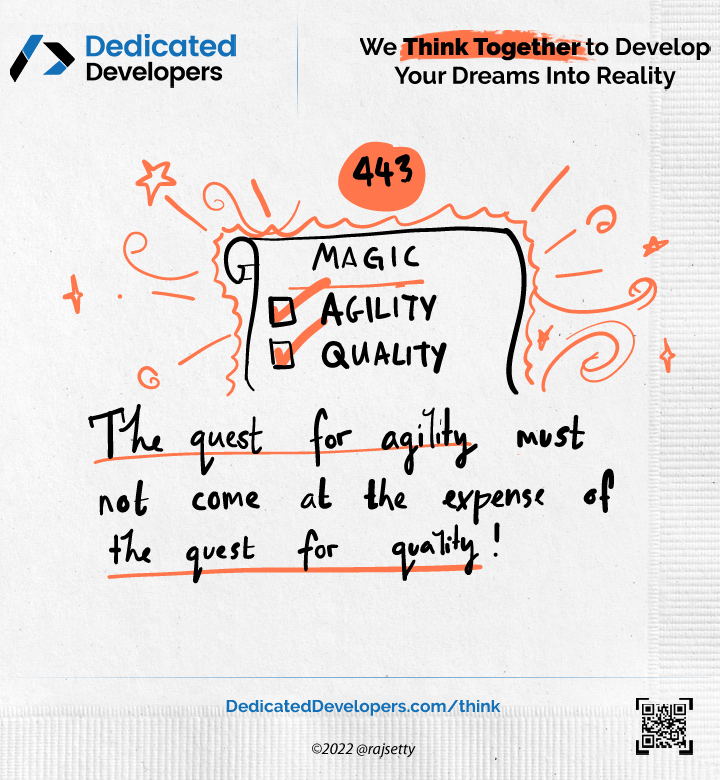 Dedicated
Developers
We Think Together to Develop
Your Dreams Into Reality
443
MAGIC
AGILITY
QUALITY
The quest for agility must
not come at the expense of
the quest for quality!
DedicatedDevelopers.com/think
©2022 @rajsetty